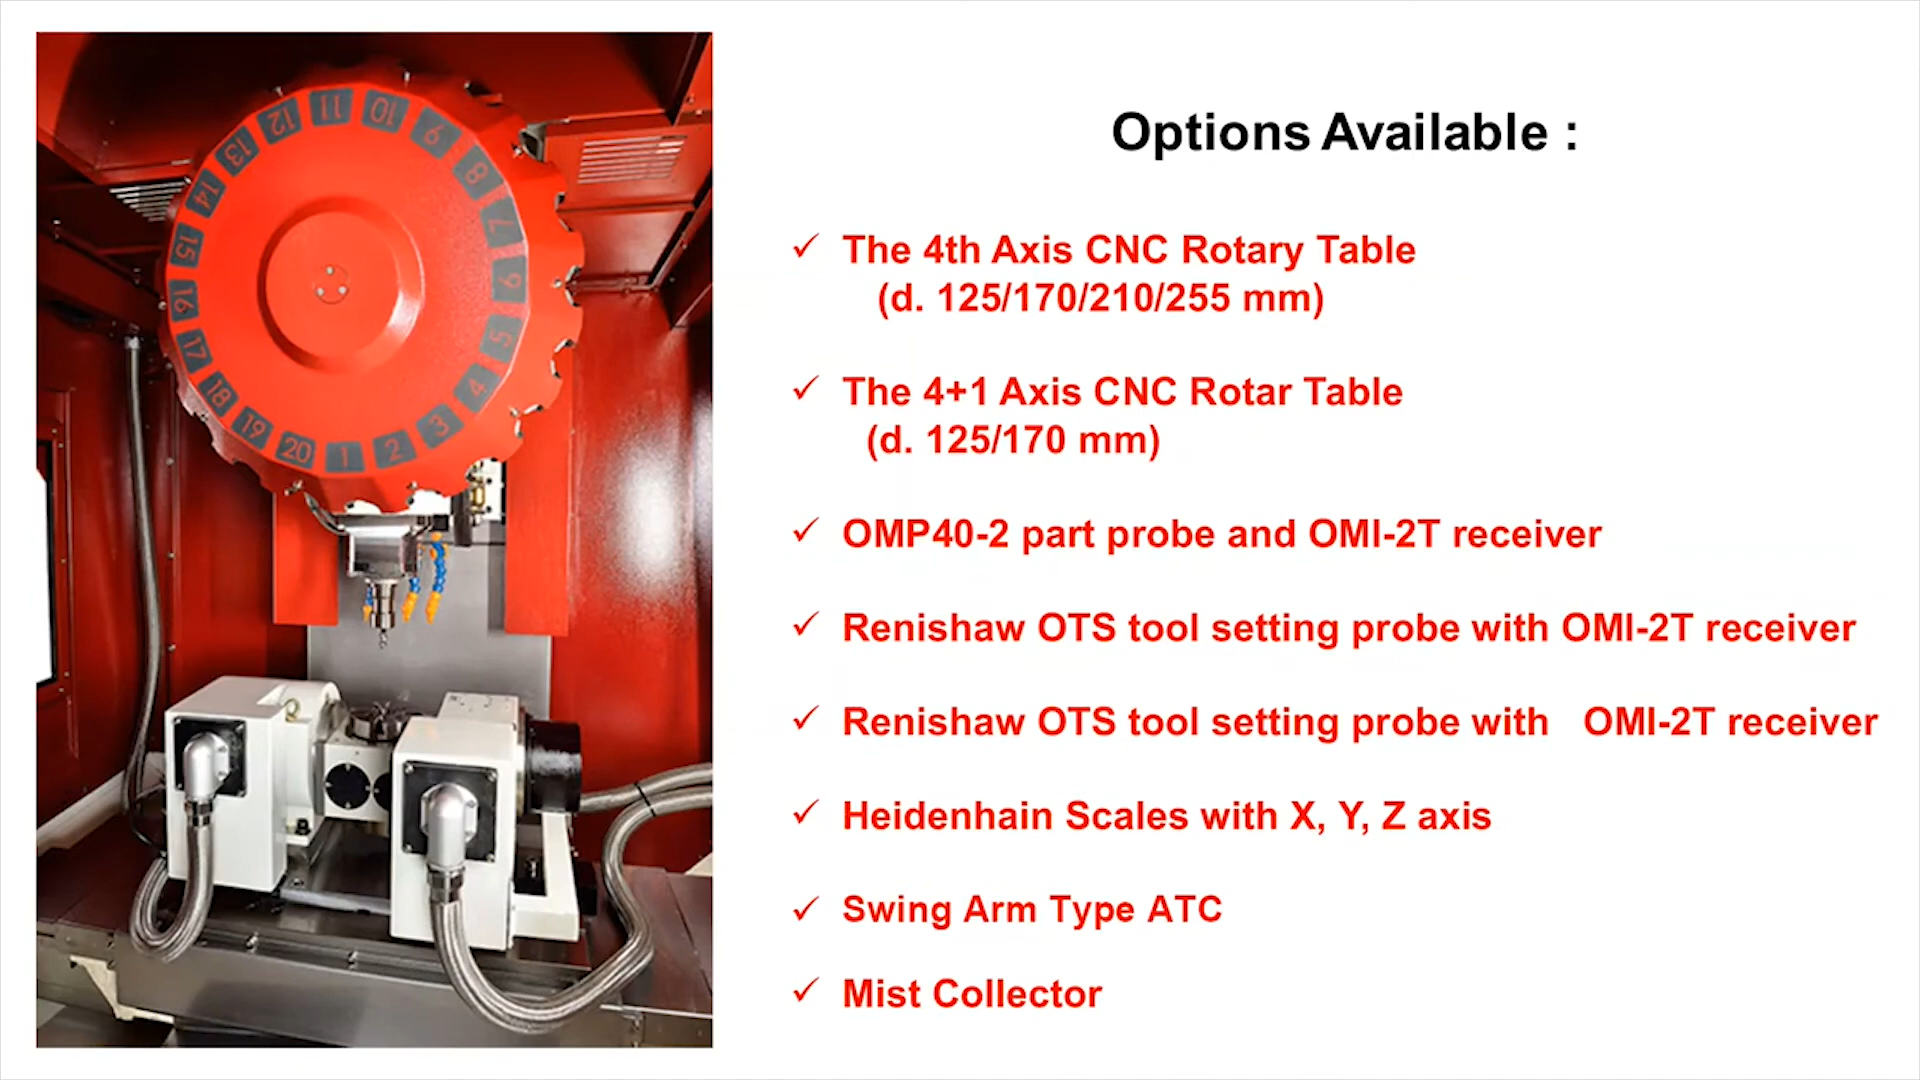 10
11
9
12
8
13
7
14
6
15
5
16
4
17
3
18
2
19
1
20
Options Available :
✓ The 4th Axis CNC Rotary Table
(d. 125/170/210/255 mm)
✓ The 4+1 Axis CNC Rotar Table
(d. 125/170 mm)
✓ OMP40-2 part probe and OMI-2T receiver
✓ Renishaw OTS tool setting probe with OMI-2T receiver
✓ Renishaw OTS tool setting probe with OMI-2T receiver
✓ Heidenhain Scales with X, Y, Z axis
✓ Swing Arm Type ATC
✓ Mist Collector